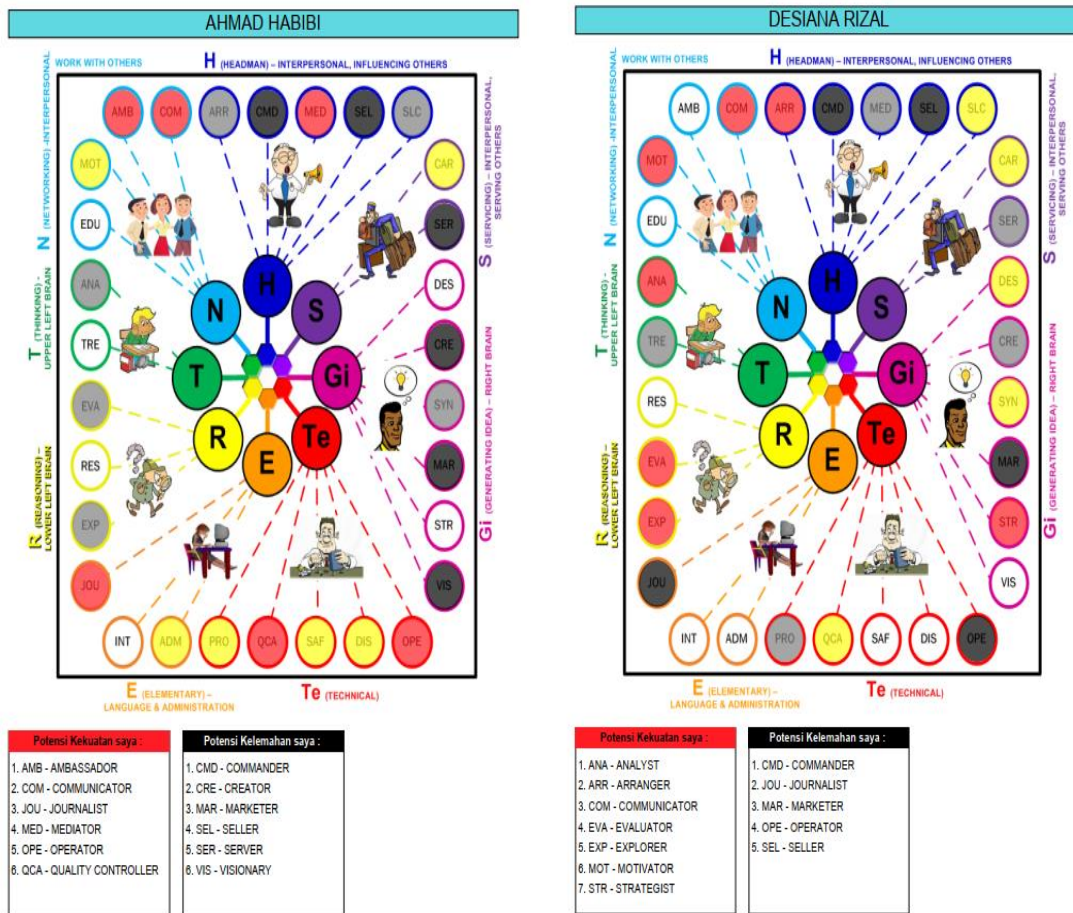 AHMAD HABIBI
WORK WITH OTHERS
H (HEADMAN) – INTERPERSONAL, INFLUENCING OTHERS
N (NETWORKING) -INTERPERSONAL
T (THINKING) -
UPPER LEFT BRAIN
R (REASONING) –
LOWER LEFT BRAIN
AMB
COM
ARR
CMD
MED
SEL
SLC
MOT
CAR
EDU
SER
ANA
DES
TRE
CRE
EVA
SYN
RES
MAR
EXP
STR
JOU
VIS
INT
ADM
PRO
QCA
SAF
DIS
OPE
N
H
S
T
Gi
R
E
Te
S (SERVICING) – INTERPERSONAL,
SERVING OTHERS
Gi (GENERATING IDEA) – RIGHT BRAIN
E (ELEMENTARY) –
LANGUAGE & ADMINISTRATION
Te (TECHNICAL)
Potensi Kekuatan saya :
1. AMB - AMBASSADOR
2. COM - COMMUNICATOR
3. JOU - JOURNALIST
4. MED - MEDIATOR
5. OPE - OPERATOR
6. QCA - QUALITY CONTROLLER
Potensi Kelemahan saya :
1. CMD - COMMANDER
2. CRE - CREATOR
3. MAR - MARKETER
4. SEL - SELLER
5. SER - SERVER
6. VIS - VISIONARY
DESIANA RIZAL
WORK WITH OTHERS
H (HEADMAN) – INTERPERSONAL, INFLUENCING OTHERS
N (NETWORKING) -INTERPERSONAL
T (THINKING) -
UPPER LEFT BRAIN
R (REASONING) –
LOWER LEFT BRAIN
AMB
COM
ARR
CMD
MED
SEL
SLC
MOT
CAR
EDU
SER
ANA
DES
TRE
CRE
RES
SYN
EVA
MAR
EXP
STR
JOU
VIS
INT
ADM
PRO
QCA
SAF
DIS
OPE
N
H
S
T
Gi
R
E
Te
S (SERVICING) – INTERPERSONAL,
SERVING OTHERS
Gi (GENERATING IDEA) – RIGHT BRAIN
E (ELEMENTARY) –
LANGUAGE & ADMINISTRATION
Te (TECHNICAL)
Potensi Kekuatan saya :
1. ANA - ANALYST
2. ARR - ARRANGER
3. COM - COMMUNICATOR
4. EVA - EVALUATOR
5. EXP - EXPLORER
6. MOT - MOTIVATOR
7. STR - STRATEGIST
Potensi Kelemahan saya :
1. CMD - COMMANDER
2. JOU - JOURNALIST
3. MAR - MARKETER
4. OPE - OPERATOR
5. SEL - SELLER